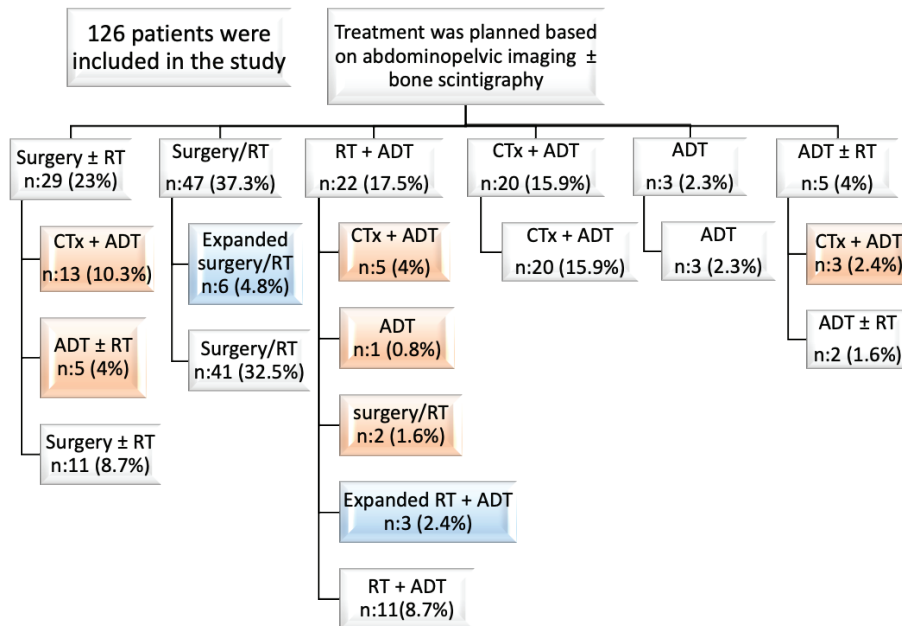 126 patients were
included in the study
Treatment was planned based
on abdominopelvic imaging ±
bone scintigraphy
Surgery ± RT
n:29 (23%)
CTx + ADT
n:13 (10.3%)
ADT ± RT
n:5 (4%)
Surgery ± RT
n:11 (8.7%)
Surgery/RT
n:47 (37.3%)
Expanded
surgery/RT
n:6 (4.8%)
Surgery/RT
n:41 (32.5%)
RT + ADT
n:22 (17.5%)
CTx + ADT
n:5 (4%)
ADT
n:1 (0.8%)
surgery/RT
n:2 (1.6%)
Expanded RT + ADT
n:3 (2.4%)
RT + ADT
n:11(8.7%)
CTx + ADT
n:20 (15.9%)
CTx + ADT
n:20 (15.9%)
ADT
n:3 (2.3%)
ADT
n:3 (2.3%)
ADT ± RT
n:5 (4%)
CTx + ADT
n:3 (2.4%)
ADT ± RT
n:2 (1.6%)